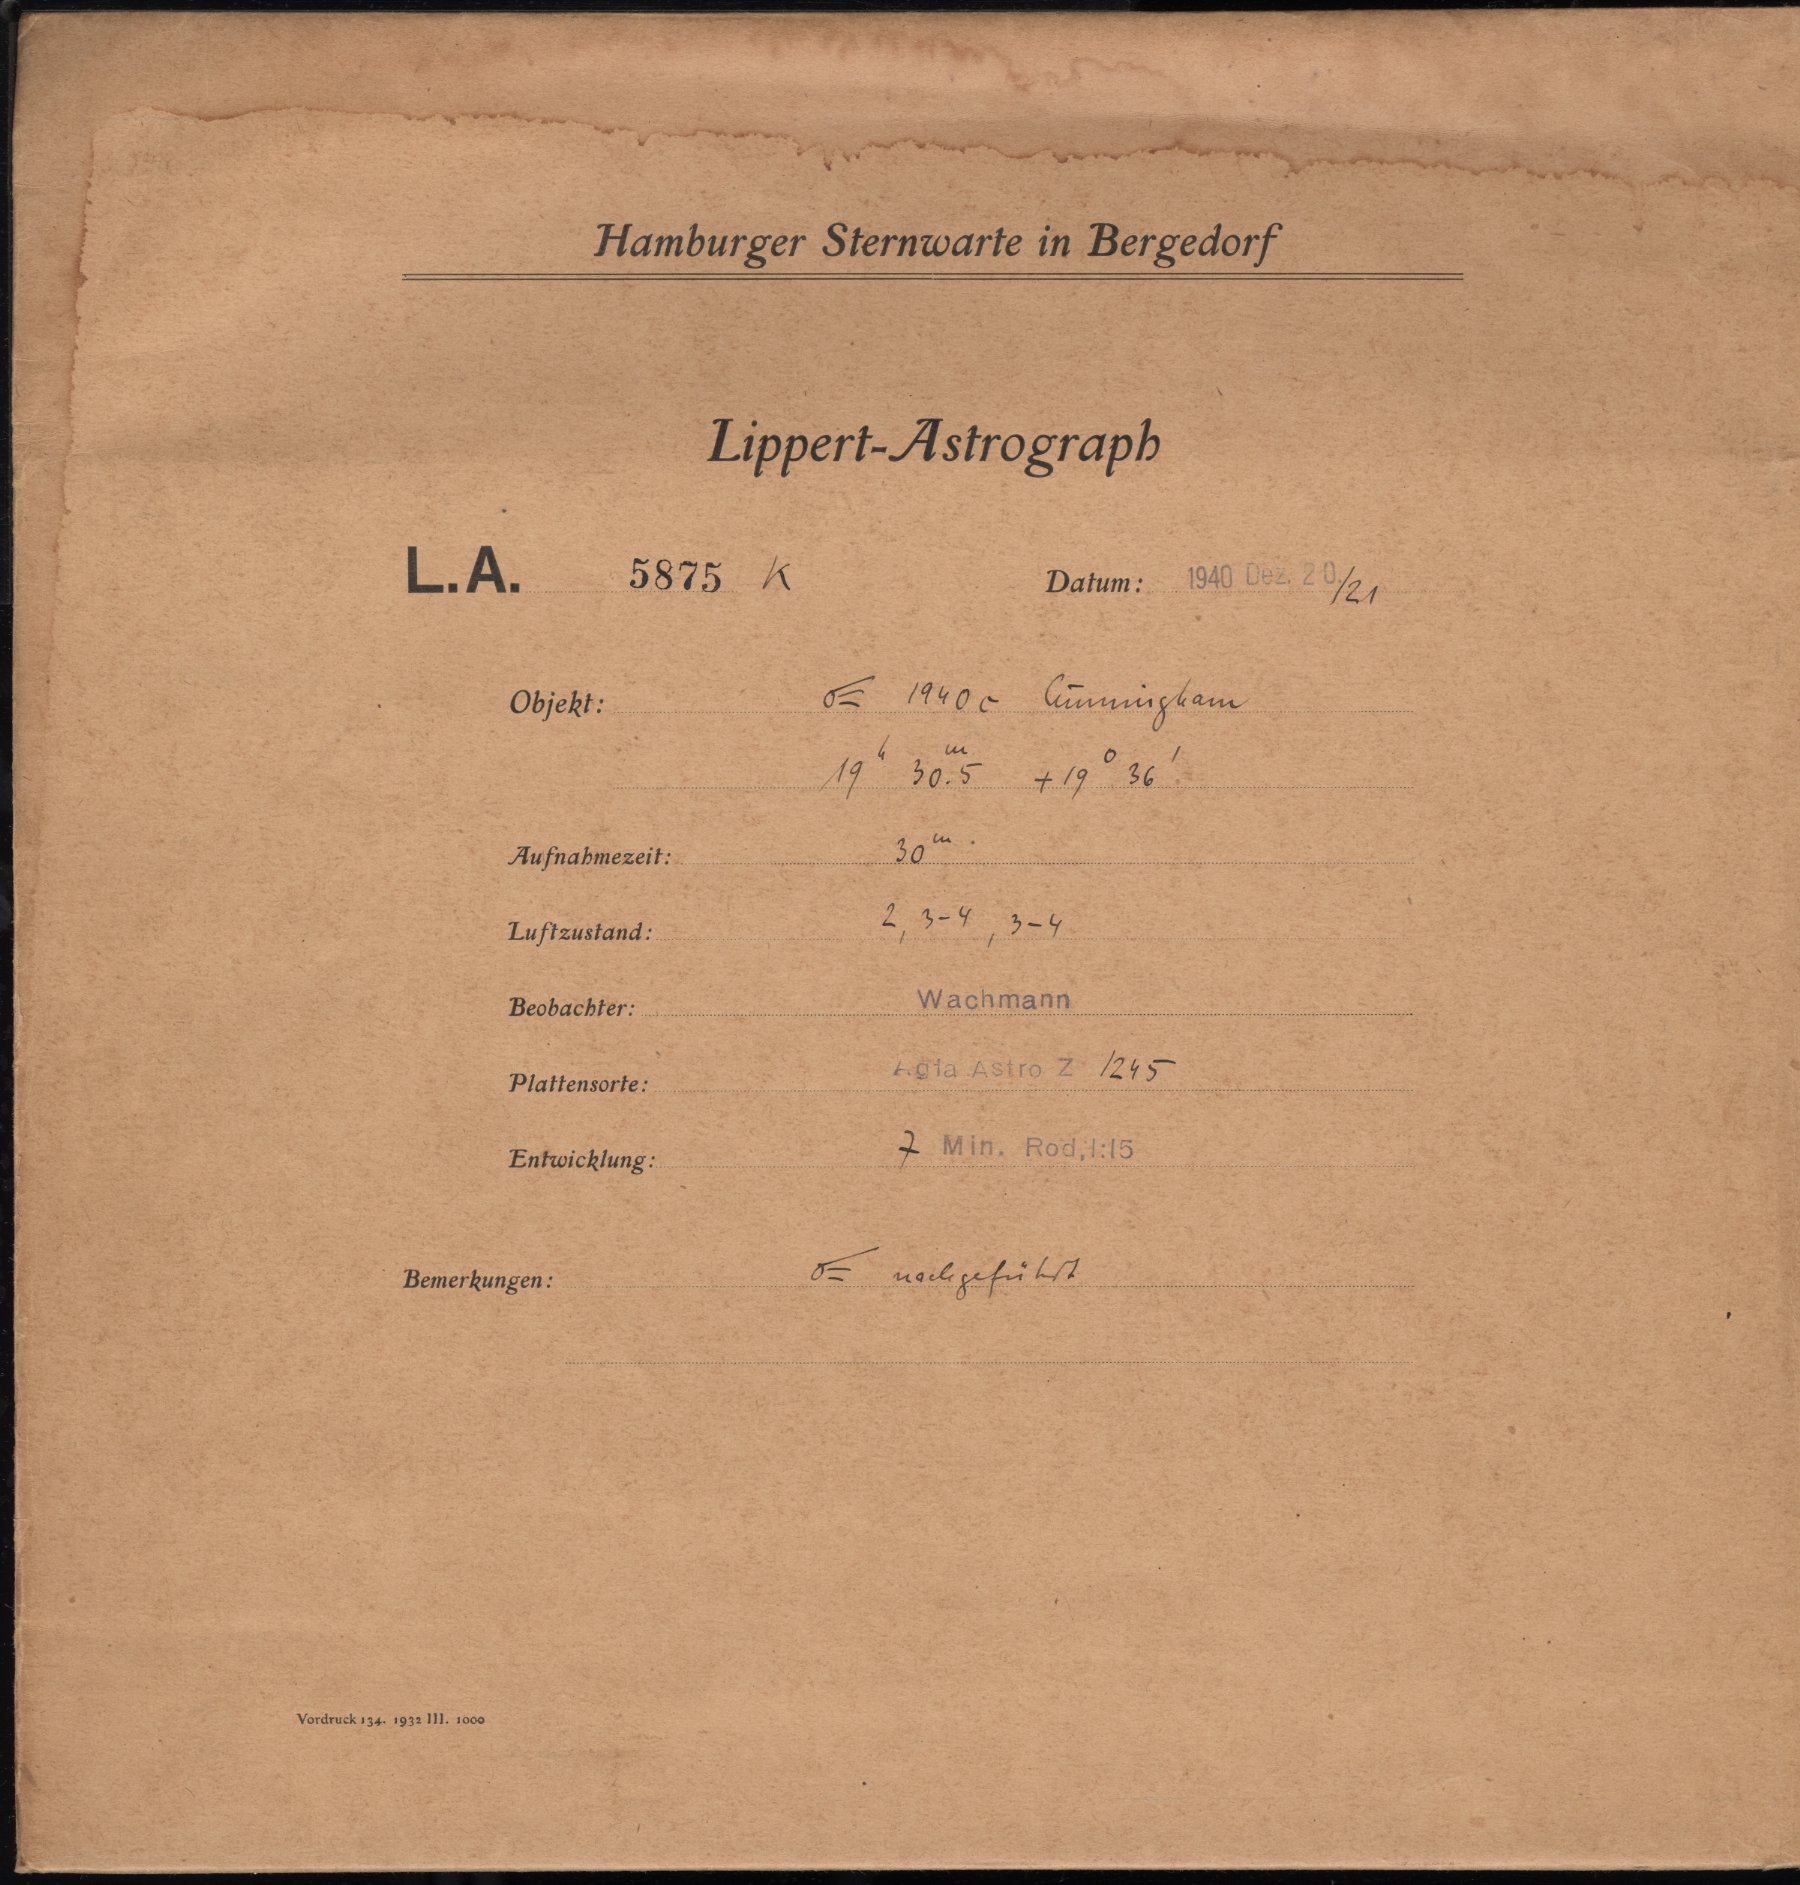 Hamburger Sternwarte in Bergedorf
Lippert-Astrograph
L.A. 5875 K Datum: 1940 Dez. 20./21
Objekt: ☄ 1940 c Cunningham
19ʰ 30.5ᵐ +19° 36'
Aufnahmezeit: 30ᵐ.
Luftzustand: 2, 3-4, 3-4
Beobachter: Wachmann
Plattensorte: Agfa Astro Z 1245
Entwicklung: 7 Min. Rod, 1:15
Bemerkungen: ☄ nachgeführt
Vordruck 134. 1932 III. 1000